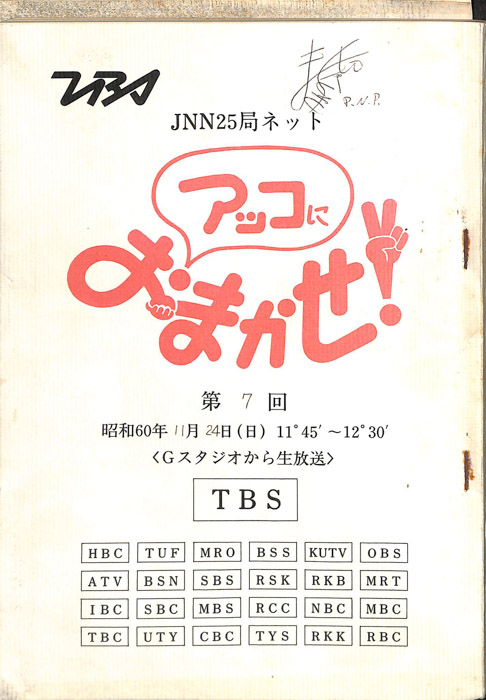 TBS
P.N.P.
JNN25局ネット
アッコに
おまかせ!
第 7 回
昭和60年 11月 24日(日) 11°45′〜12°30′
〈Gスタジオから生放送〉
TBS
HBC TUF MRO BSS KUTV OBS
ATV BSN SBS RSK RKB MRT
IBC SBC MBS RCC NBC MBC
TBC UTY CBC TYS RKK RBC